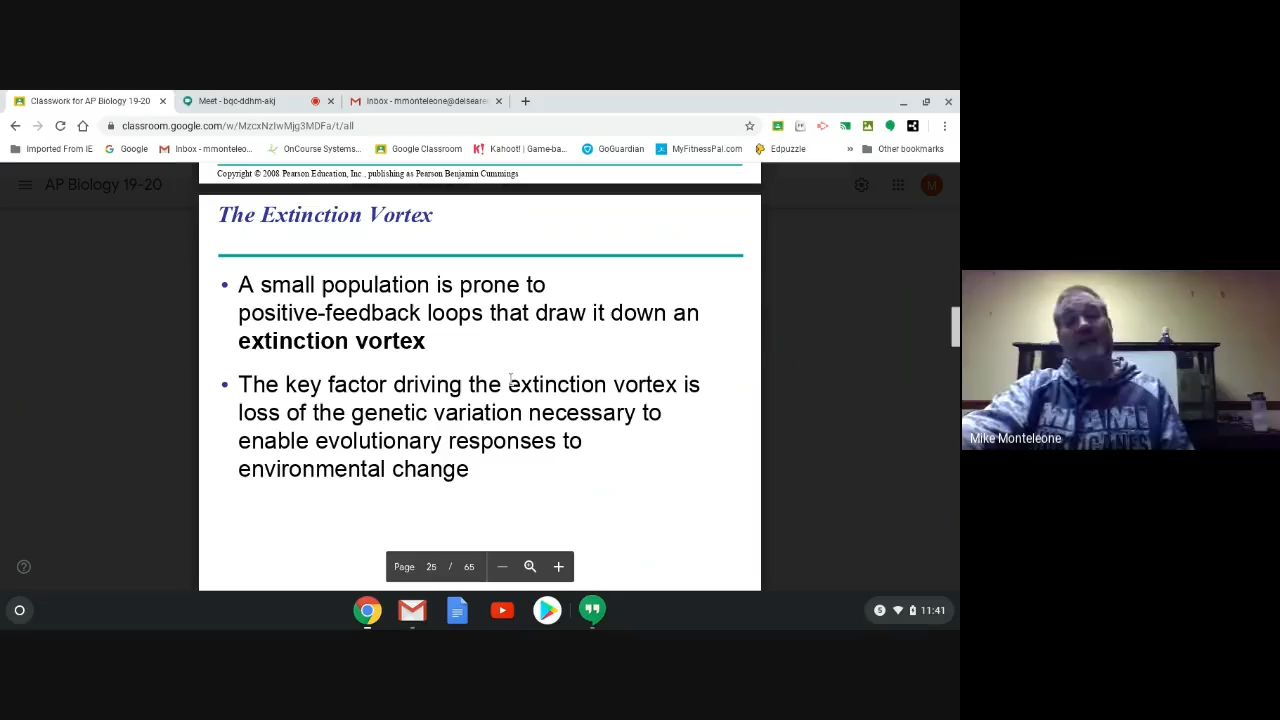 Classwork for AP Biology 19-20
Meet - bqc-ddhm-akj
Inbox - mmonteleone@delseare
classroom.google.com/w/MzcxNzIwMjg3MDFa/t/all
Imported From IE
Google
Inbox - mmonteleo...
OnCourse Systems...
Google Classroom
Kahoot! | Game-ba...
GoGuardian
MyFitnessPal.com
Edpuzzle
»
Other bookmarks
Copyright © 2008 Pearson Education, Inc., publishing as Pearson Benjamin Cummings
AP Biology 19-20
M
The Extinction Vortex
• A small population is prone to
positive-feedback loops that draw it down an
extinction vortex
• The key factor driving the extinction vortex is
loss of the genetic variation necessary to
enable evolutionary responses to
environmental change
Page 25 / 65
11:41
MIAMI
Mike Monteleone